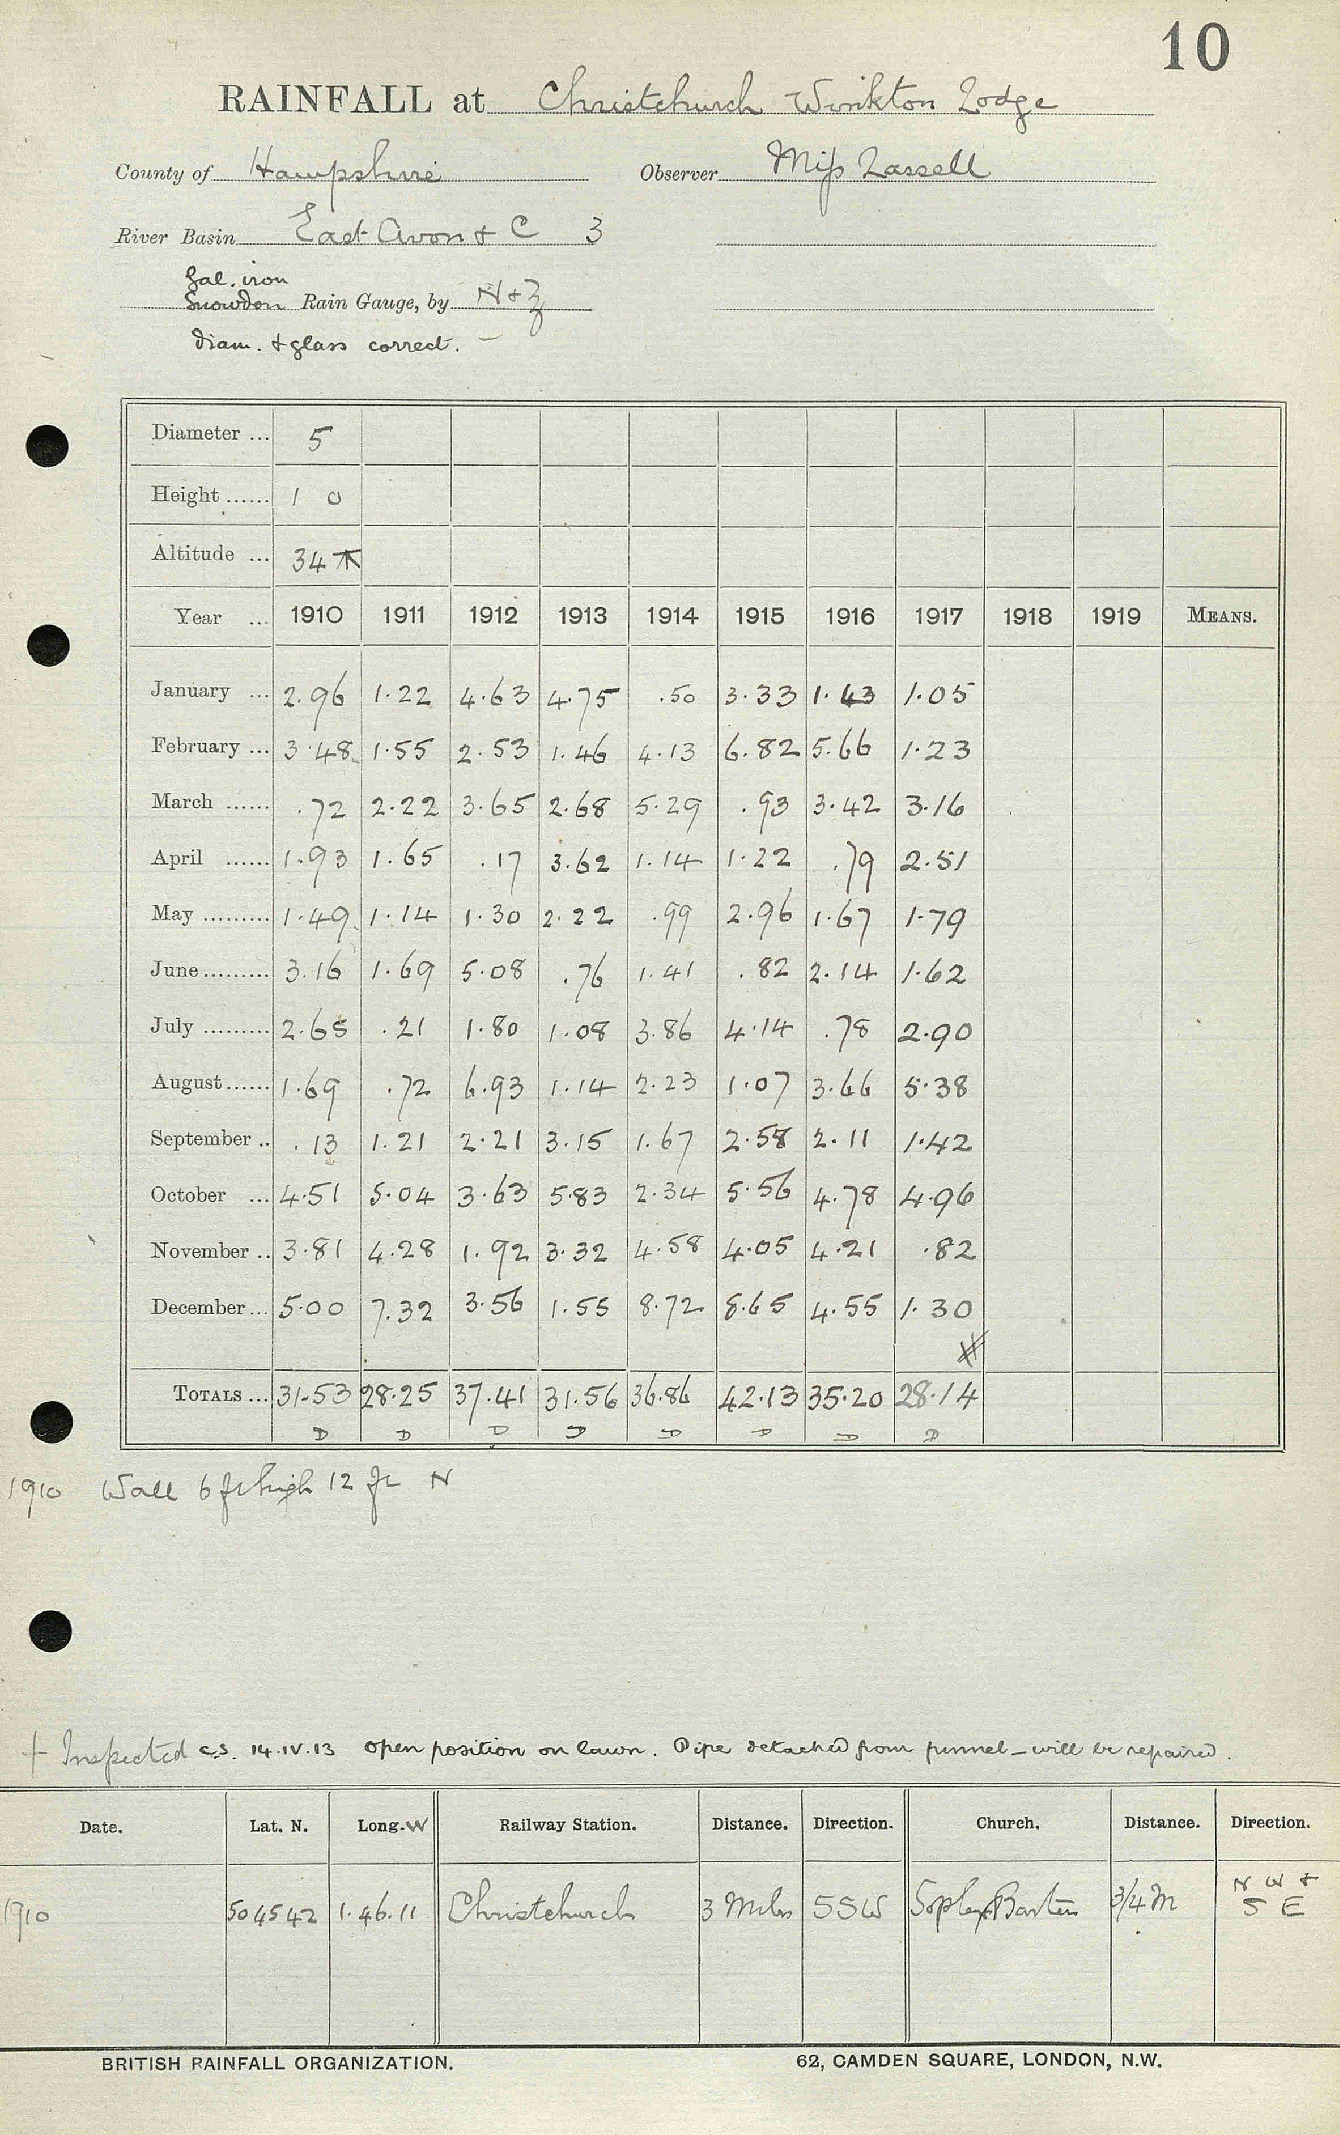 10
RAINFALL at Christchurch Winkton Lodge
County of Hampshire Observer Miss Lassell
River Basin East Avon & C 3
Gal. iron
Snowdon Rain Gauge, by N & Z
diam. & glass correct. —
Diameter ... 5
Height ...... 1 0
Altitude ... 34
Year ... 1910 1911 1912 1913 1914 1915 1916 1917 1918 1919 MEANS.
January ... 2.96 1.22 4.63 4.75 .50 3.33 1.43 1.05
February ... 3.48 1.55 2.53 1.46 4.13 6.82 5.66 1.23
March ...... .72 2.22 3.65 2.68 5.29 .93 3.42 3.16
April ...... 1.93 1.65 .17 3.62 1.14 1.22 .79 2.51
May ......... 1.49 1.14 1.30 2.22 .99 2.96 1.67 1.79
June ......... 3.16 1.69 5.08 .76 1.41 .82 2.14 1.62
July ......... 2.65 .21 1.80 1.08 3.86 4.14 .78 2.90
August ...... 1.69 .72 6.93 1.14 2.23 1.07 3.66 5.38
September .. .13 1.21 2.21 3.15 1.67 2.58 2.11 1.42
October ... 4.51 5.04 3.63 5.83 2.34 5.56 4.78 4.96
November .. 3.81 4.28 1.92 3.32 4.58 4.05 4.21 .82
December ... 5.00 7.32 3.56 1.55 8.72 8.65 4.55 1.30
TOTALS ... 31.53 28.25 37.41 31.56 36.86 42.13 35.20 28.14
D D D D D D D D
1910 Wall 6 ft high 12 ft N
+ Inspected C.S. 14.IV.13 Open position on lawn. Pipe detached from funnel – will be repaired.
Date. Lat. N. Long. W Railway Station. Distance. Direction. Church. Distance. Direction.
1910 50 45 42 1.46.11 Christchurch 3 Miles SSW Sopley 3/4 M N W &
S E
BRITISH RAINFALL ORGANIZATION. 62, CAMDEN SQUARE, LONDON, N.W.